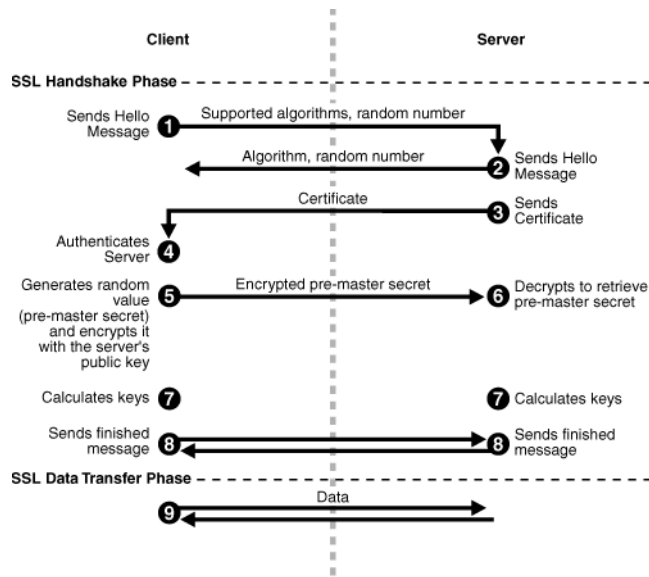 Client
Server
SSL Handshake Phase
Sends Hello
Message
1
Supported algorithms, random number
Algorithm, random number
2
Sends Hello
Message
Certificate
3
Sends
Certificate
Authenticates
Server
4
Generates random
value
(pre-master secret)
and encrypts it
with the server's
public key
5
Encrypted pre-master secret
6
Decrypts to retrieve
pre-master secret
Calculates keys
7
7
Calculates keys
Sends finished
message
8
8
Sends finished
message
SSL Data Transfer Phase
9
Data